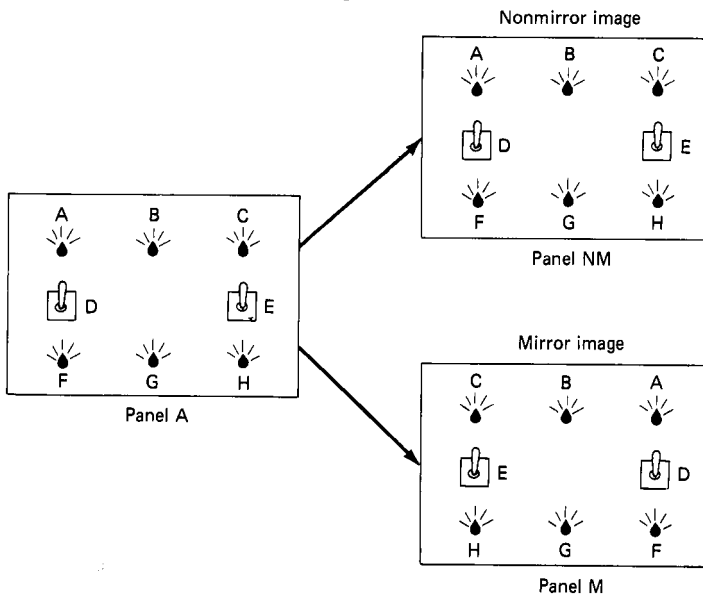 Nonmirror image
A B C
D E
F G H
Panel NM
A B C
D E
F G H
Panel A
Mirror image
C B A
E D
H G F
Panel M